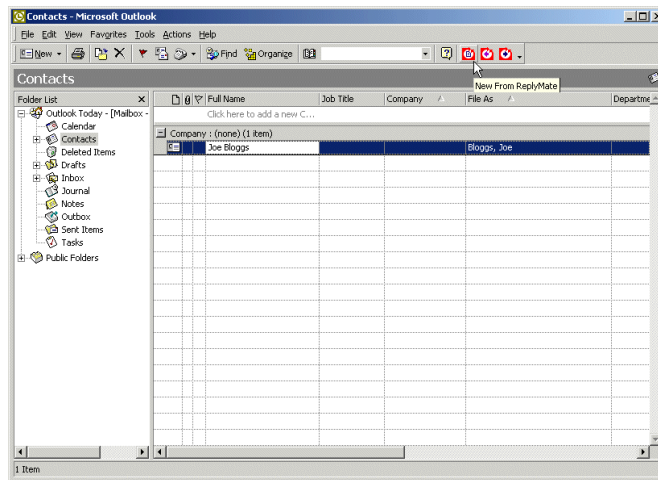 Contacts - Microsoft Outlook
File Edit View Favorites Tools Actions Help
New Find Organize
Contacts
New From ReplyMate
Folder List Full Name Job Title Company File As Departme
Outlook Today - [Mailbox -
Click here to add a new C...
Calendar
Contacts
Company : (none) (1 item)
Joe Bloggs Bloggs, Joe
Deleted Items
Drafts
Inbox
Journal
Notes
Outbox
Sent Items
Tasks
Public Folders
1 Item